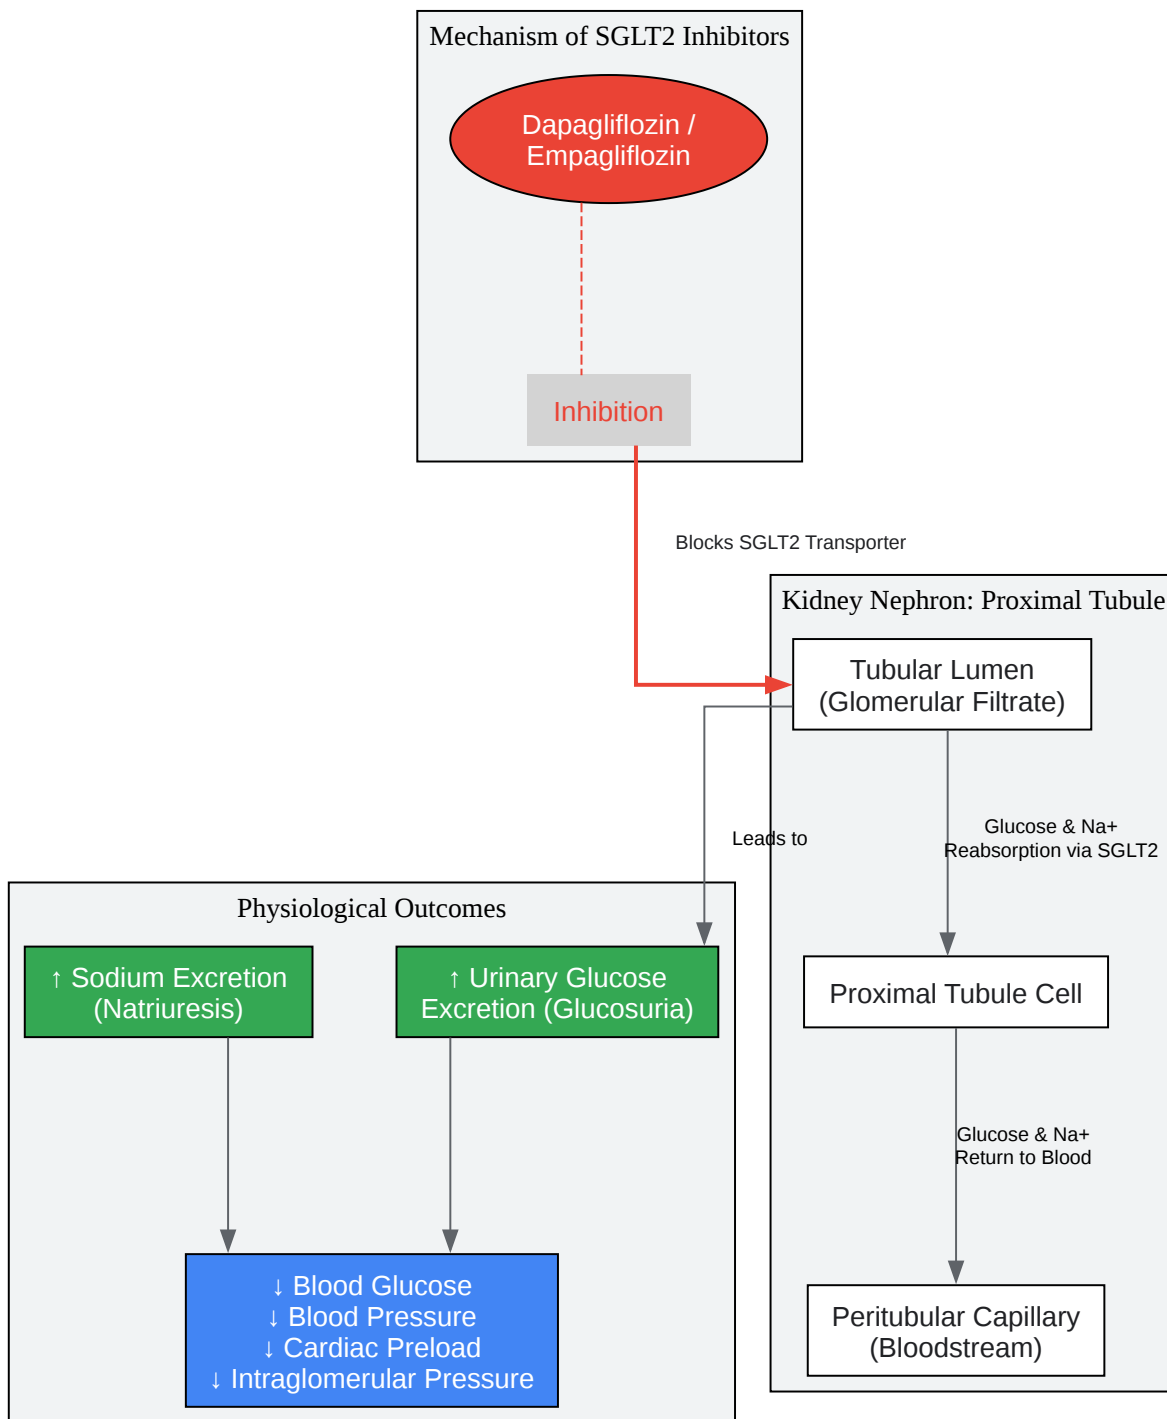 Mechanism of SGLT2 Inhibitors
Dapagliflozin /
Empagliflozin
Inhibition
Blocks SGLT2 Transporter
Kidney Nephron: Proximal Tubule
Tubular Lumen
(Glomerular Filtrate)
Leads to
Glucose & Na+
Reabsorption via SGLT2
Physiological Outcomes
↑ Sodium Excretion
(Natriuresis)
↑ Urinary Glucose
Excretion (Glucosuria)
Proximal Tubule Cell
Glucose & Na+
Return to Blood
↓ Blood Glucose
↓ Blood Pressure
↓ Cardiac Preload
↓ Intraglomerular Pressure
Peritubular Capillary
(Bloodstream)